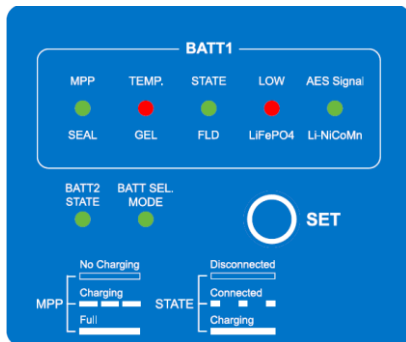 BATT1
MPP TEMP. STATE LOW AES Signal
SEAL GEL FLD LiFePO4 Li-NiCoMn
BATT2 STATE
BATT SEL. MODE
SET
MPP
No Charging
Charging
Full
STATE
Disconnected
Connected
Charging